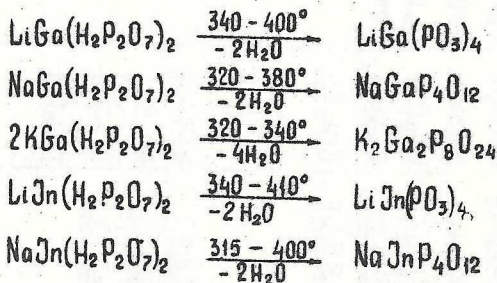 LiGa(H₂P₂O₇)₂ 340 - 400° - 2H₂O → LiGa(PO₃)₄
NaGa(H₂P₂O₇)₂ 320 - 380° - 2H₂O → NaGaP₄O₁₂
2KGa(H₂P₂O₇)₂ 320 - 340° - 4H₂O → K₂Ga₂P₈O₂₄
LiJn(H₂P₂O₇)₂ 340 - 410° - 2H₂O → LiJn(PO₃)₄.
NaJn(H₂P₂O₇)₂ 315 - 400° - 2H₂O → NaJnP₄O₁₂